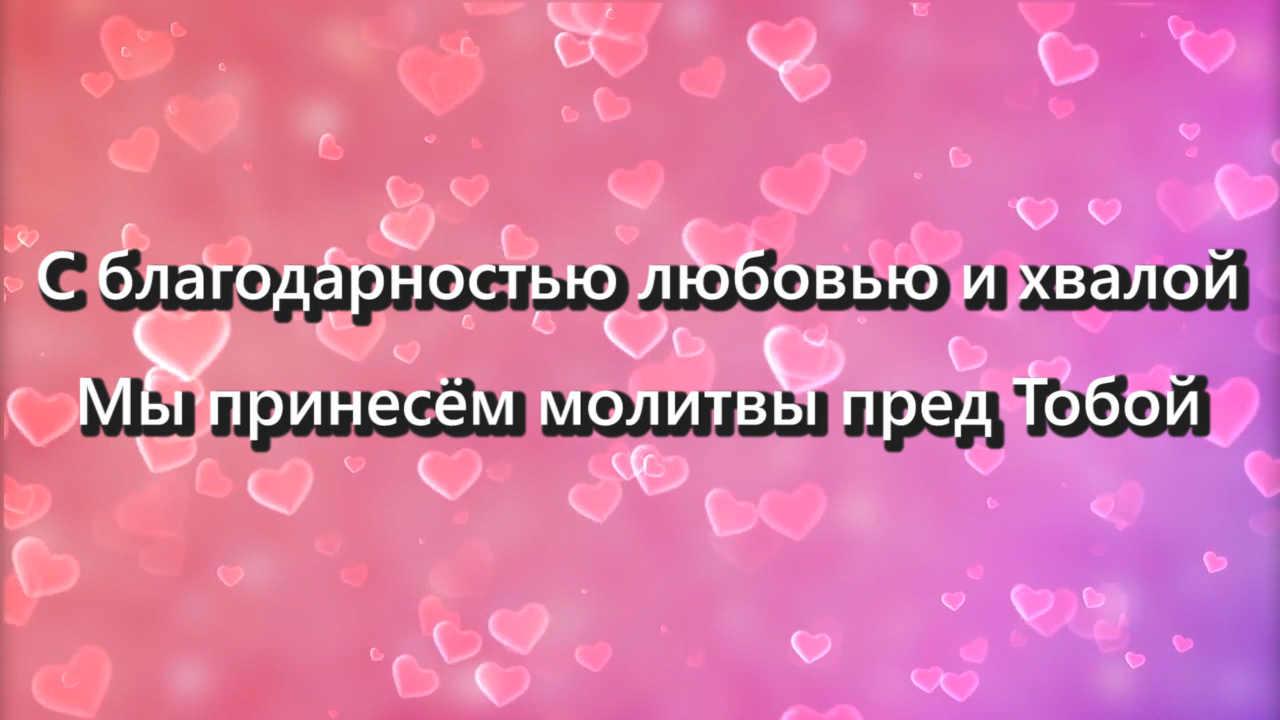 С благодарностью любовью и хвалой
Мы принесём молитвы пред Тобой